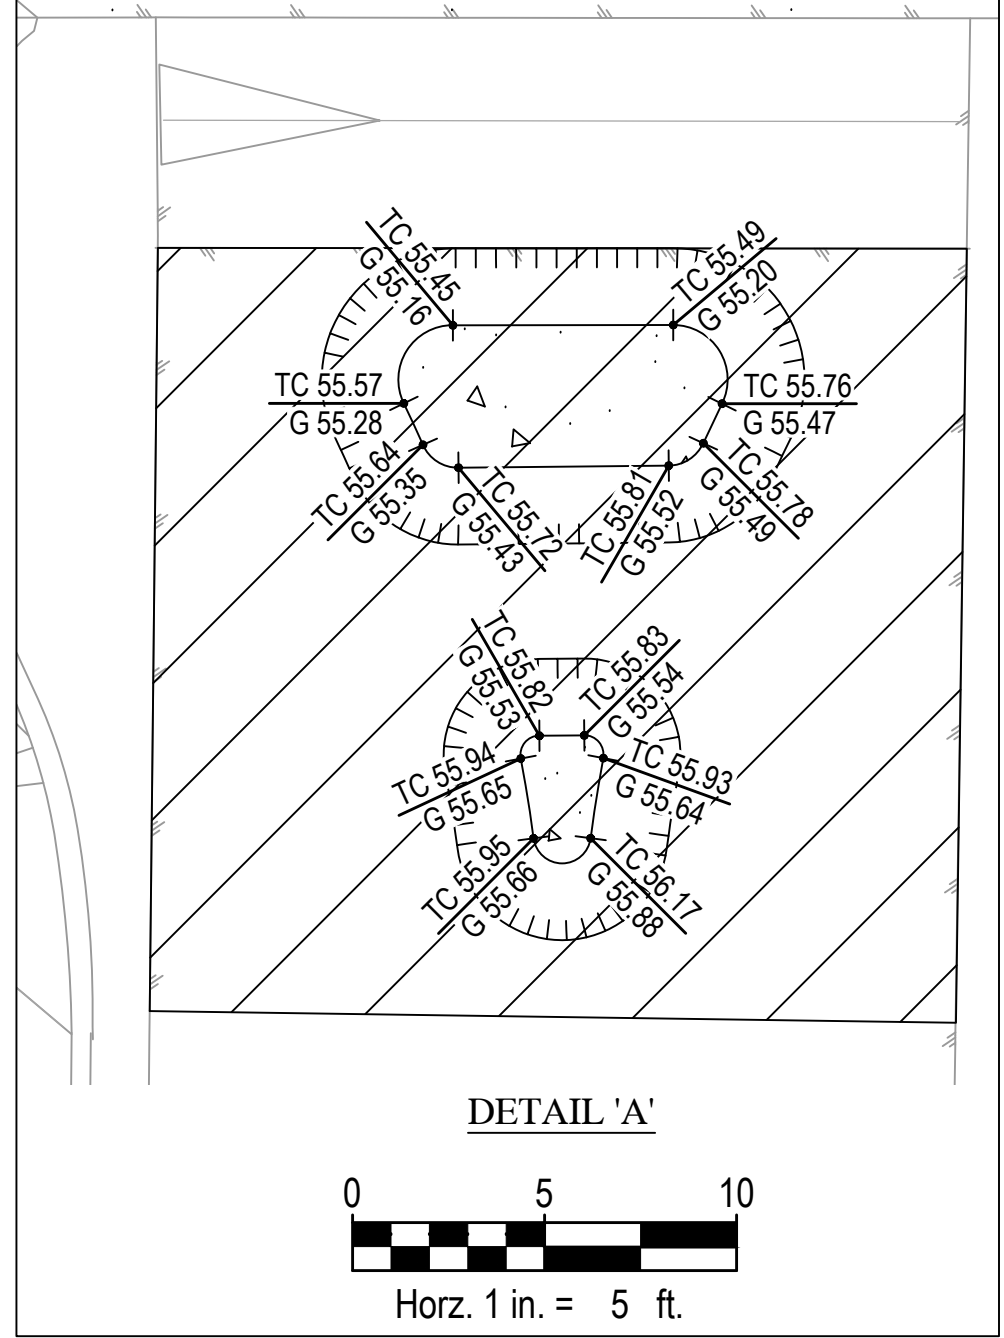 TC 55.45
G 55.16
TC 55.49
G 55.20
TC 55.57
G 55.28
TC 55.76
G 55.47
TC 55.64
G 55.35
TC 55.72
G 55.43
TC 55.81
G 55.52
TC 55.78
G 55.49
TC 55.82
G 55.53
TC 55.83
G 55.54
TC 55.94
G 55.65
TC 55.93
G 55.64
TC 55.95
G 55.66
TC 56.17
G 55.88
DETAIL 'A'
0 5 10
Horz. 1 in. = 5 ft.